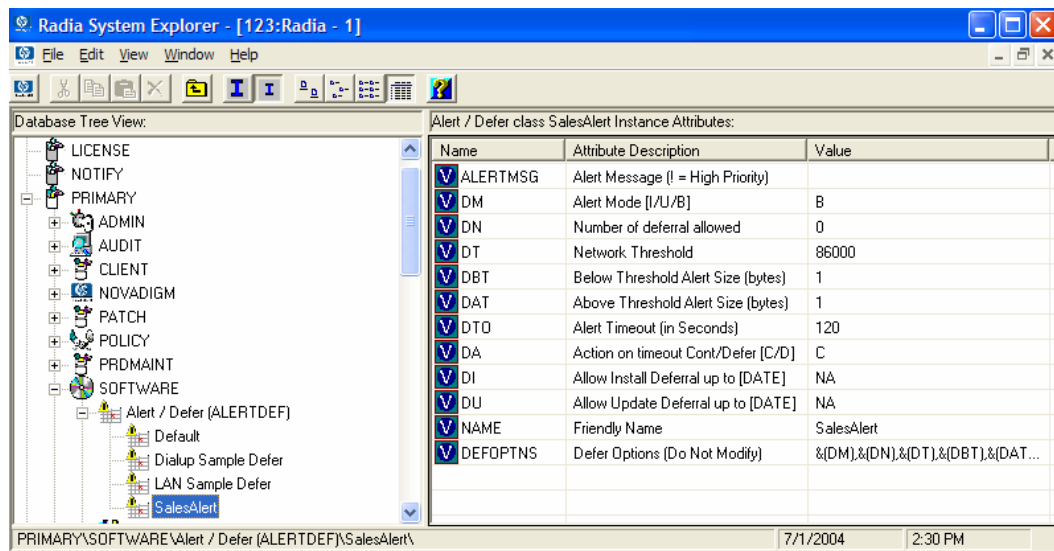 Radia System Explorer - [123:Radia - 1]
File Edit View Window Help
Database Tree View:
Alert / Defer class SalesAlert Instance Attributes:
LICENSE
NOTIFY
PRIMARY
ADMIN
AUDIT
CLIENT
NOVADIGM
PATCH
POLICY
PRDMAINT
SOFTWARE
Alert / Defer (ALERTDEF)
Default
Dialup Sample Defer
LAN Sample Defer
SalesAlert
Name Attribute Description Value
ALERTMSG Alert Message (! = High Priority)
DM Alert Mode [I/U/B] B
DN Number of deferral allowed 0
DT Network Threshold 86000
DBT Below Threshold Alert Size (bytes) 1
DAT Above Threshold Alert Size (bytes) 1
DTO Alert Timeout (in Seconds) 120
DA Action on timeout Cont/Defer [C/D] C
DI Allow Install Deferral up to [DATE] NA
DU Allow Update Deferral up to [DATE] NA
NAME Friendly Name SalesAlert
DEFOPTNS Defer Options (Do Not Modify) &(DM),&(DN),&(DT),&(DBT),&(DAT...
PRIMARY\SOFTWARE\Alert / Defer (ALERTDEF)\SalesAlert\ 7/1/2004 2:30 PM